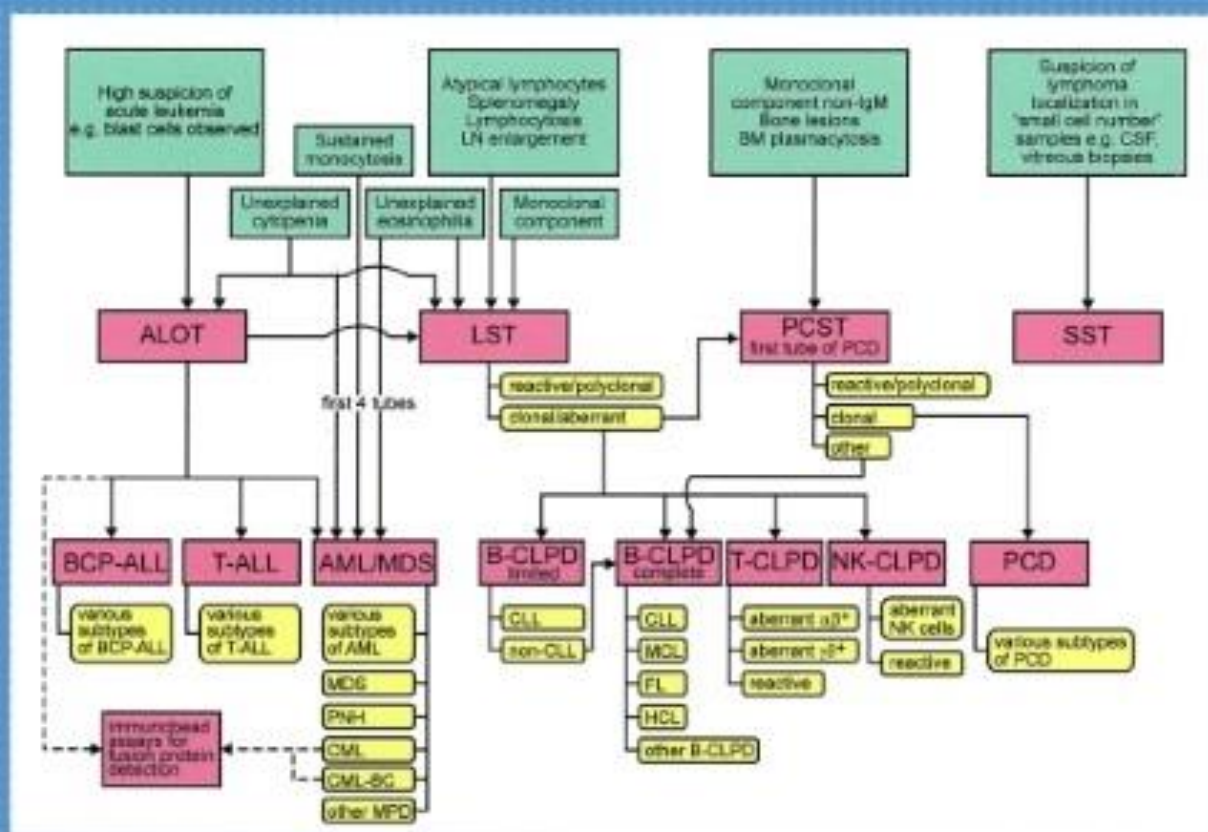 High suspicion of
acute leukemia
e.g. blast cells observed
Sustained
monocytosis
Atypical lymphocytes
Splenomegaly
Lymphocytosis
LN enlargement
Monoclonal
component non-IgM
Bone lesions
BM plasmacytosis
Suspicion of
lymphoma
localization in
"small cell number"
samples e.g. CSF,
vitreous biopsies
Unexplained
cytopenia
Unexplained
eosinophilia
Monoclonal
component
ALOT
LST
PCST
first tube of PCD
SST
reactive/polyclonal
clonal/aberrant
reactive/polyclonal
clonal
other
first 4 tubes
BCP-ALL
T-ALL
AML/MDS
B-CLPD
limited
B-CLPD
complete
T-CLPD
NK-CLPD
PCD
various
subtypes
of BCP-ALL
various
subtypes
of T-ALL
various
subtypes
of AML
MDS
PNH
CML
CML-BC
other MPD
CLL
non-CLL
CLL
MCL
FL
HCL
other B-CLPD
aberrant αβ⁺
aberrant γδ⁺
reactive
aberrant
NK cells
reactive
various subtypes
of PCD
immunobead
assays for
fusion protein
detection